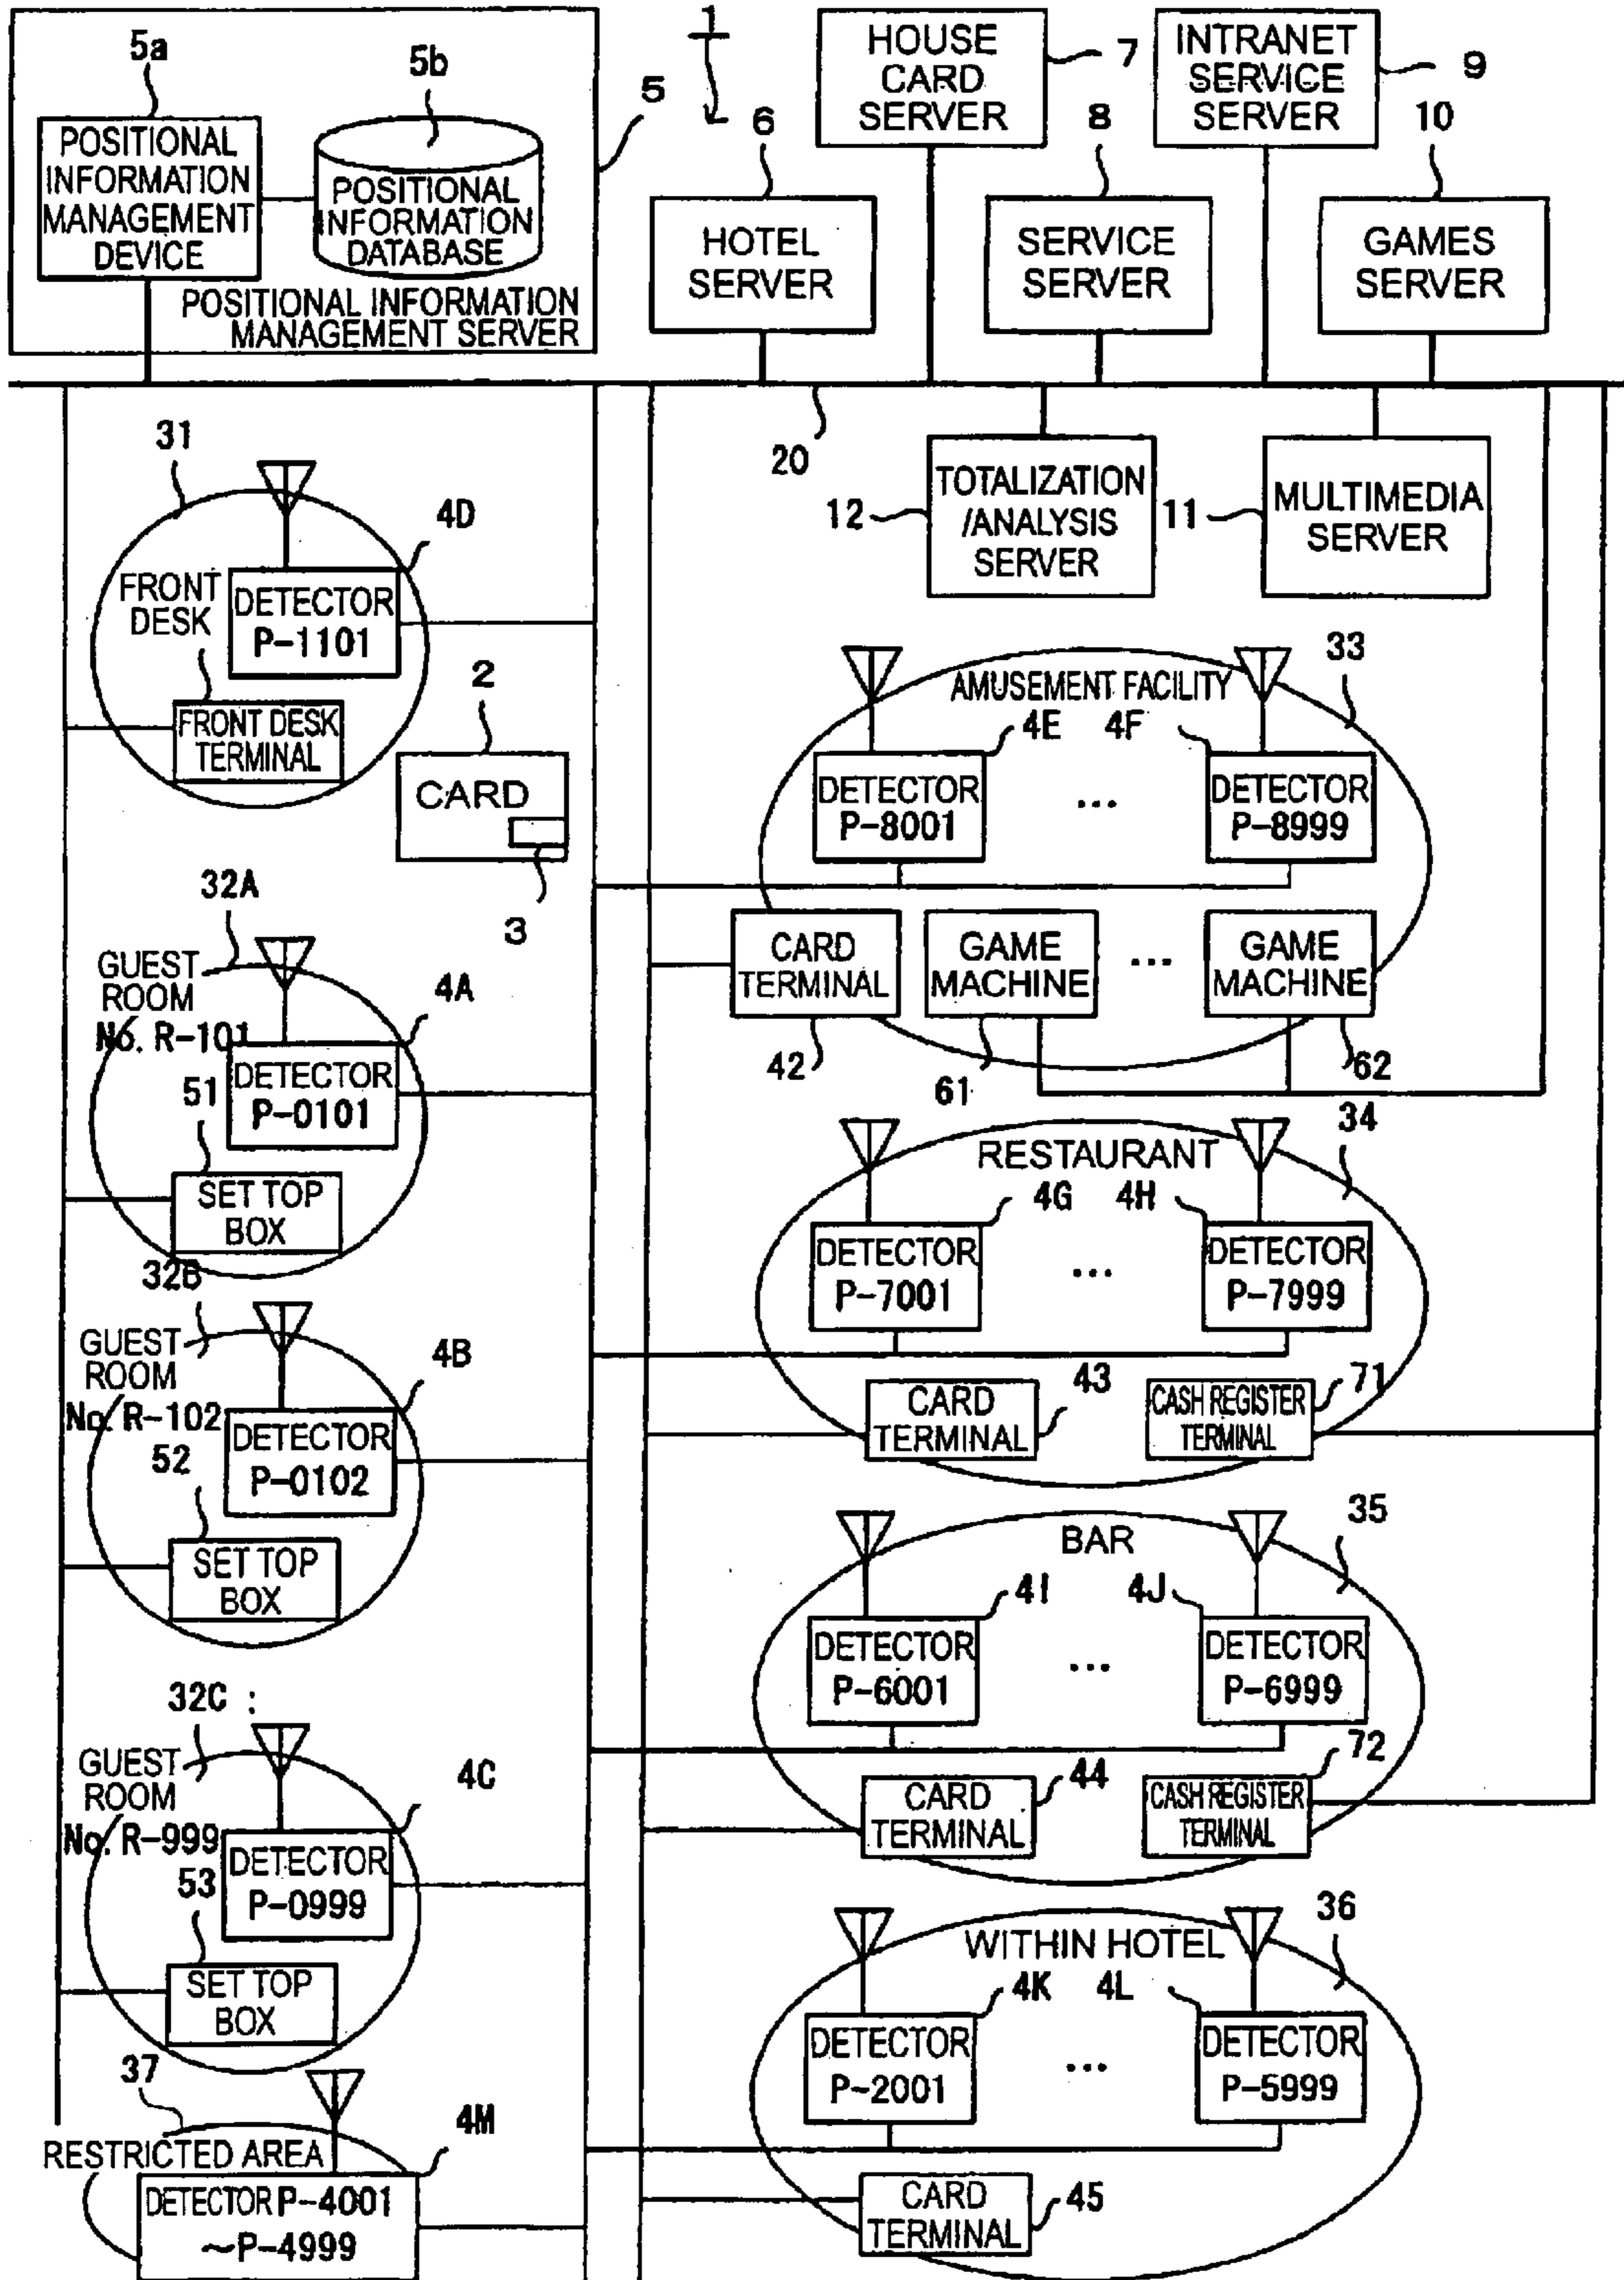 1
5a
5b
5
POSITIONAL
INFORMATION
MANAGEMENT
DEVICE
POSITIONAL
INFORMATION
DATABASE
POSITIONAL INFORMATION
MANAGEMENT SERVER
HOUSE
CARD
SERVER
7
INTRANET
SERVICE
SERVER
9
6
HOTEL
SERVER
8
SERVICE
SERVER
10
GAMES
SERVER
20
12
TOTALIZATION
/ANALYSIS
SERVER
11
MULTIMEDIA
SERVER
31
4D
FRONT
DESK
DETECTOR
P-1101
FRONT DESK
TERMINAL
2
CARD
3
32A
GUEST
ROOM
No. R-101
4A
DETECTOR
P-0101
51
SET TOP
BOX
32B
GUEST
ROOM
No. R-102
4B
DETECTOR
P-0102
52
SET TOP
BOX
32C :
GUEST
ROOM
No. R-999
4C
DETECTOR
P-0999
53
SET TOP
BOX
37
RESTRICTED AREA
4M
DETECTOR P-4001
~P-4999
33
AMUSEMENT FACILITY
4E
4F
DETECTOR
P-8001
...
DETECTOR
P-8999
CARD
TERMINAL
GAME
MACHINE
...
GAME
MACHINE
42
61
62
34
RESTAURANT
4G
4H
DETECTOR
P-7001
...
DETECTOR
P-7999
CARD
TERMINAL
43
CASH REGISTER
TERMINAL
71
35
BAR
4I
4J
DETECTOR
P-6001
...
DETECTOR
P-6999
CARD
TERMINAL
44
CASH REGISTER
TERMINAL
72
36
WITHIN HOTEL
4K
4L
DETECTOR
P-2001
...
DETECTOR
P-5999
CARD
TERMINAL
45